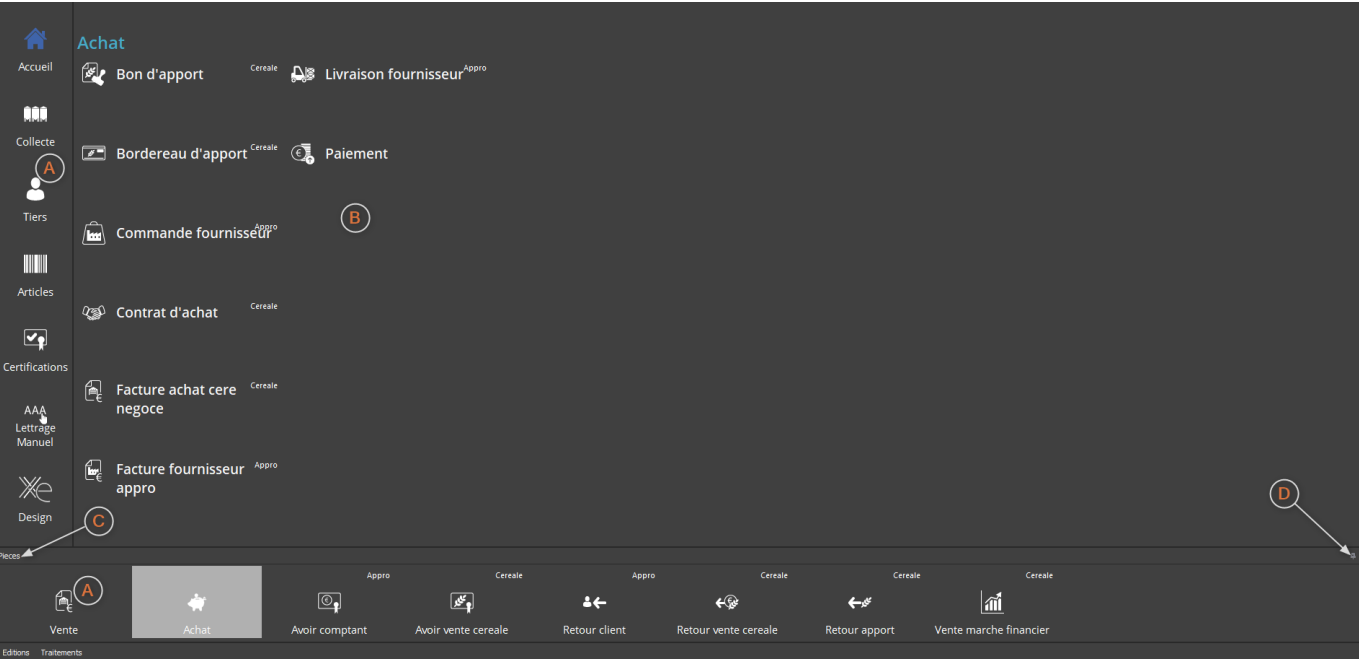 Accueil
Collecte
A
Tiers
Articles
Certifications
AAA
Lettrage
Manuel
Xe
Design
Achat
Bon d'apport Cereale
Livraison fournisseur Appro
Bordereau d'apport Cereale
Paiement
B
Commande fournisseur Appro
Contrat d'achat Cereale
Facture achat cere Cereale
negoce
Facture fournisseur Appro
appro
C
D
Pieces
A
Vente
Achat
Appro
Avoir comptant
Cereale
Avoir vente cereale
Appro
Retour client
Cereale
Retour vente cereale
Cereale
Retour apport
Cereale
Vente marche financier
Editions Traitements